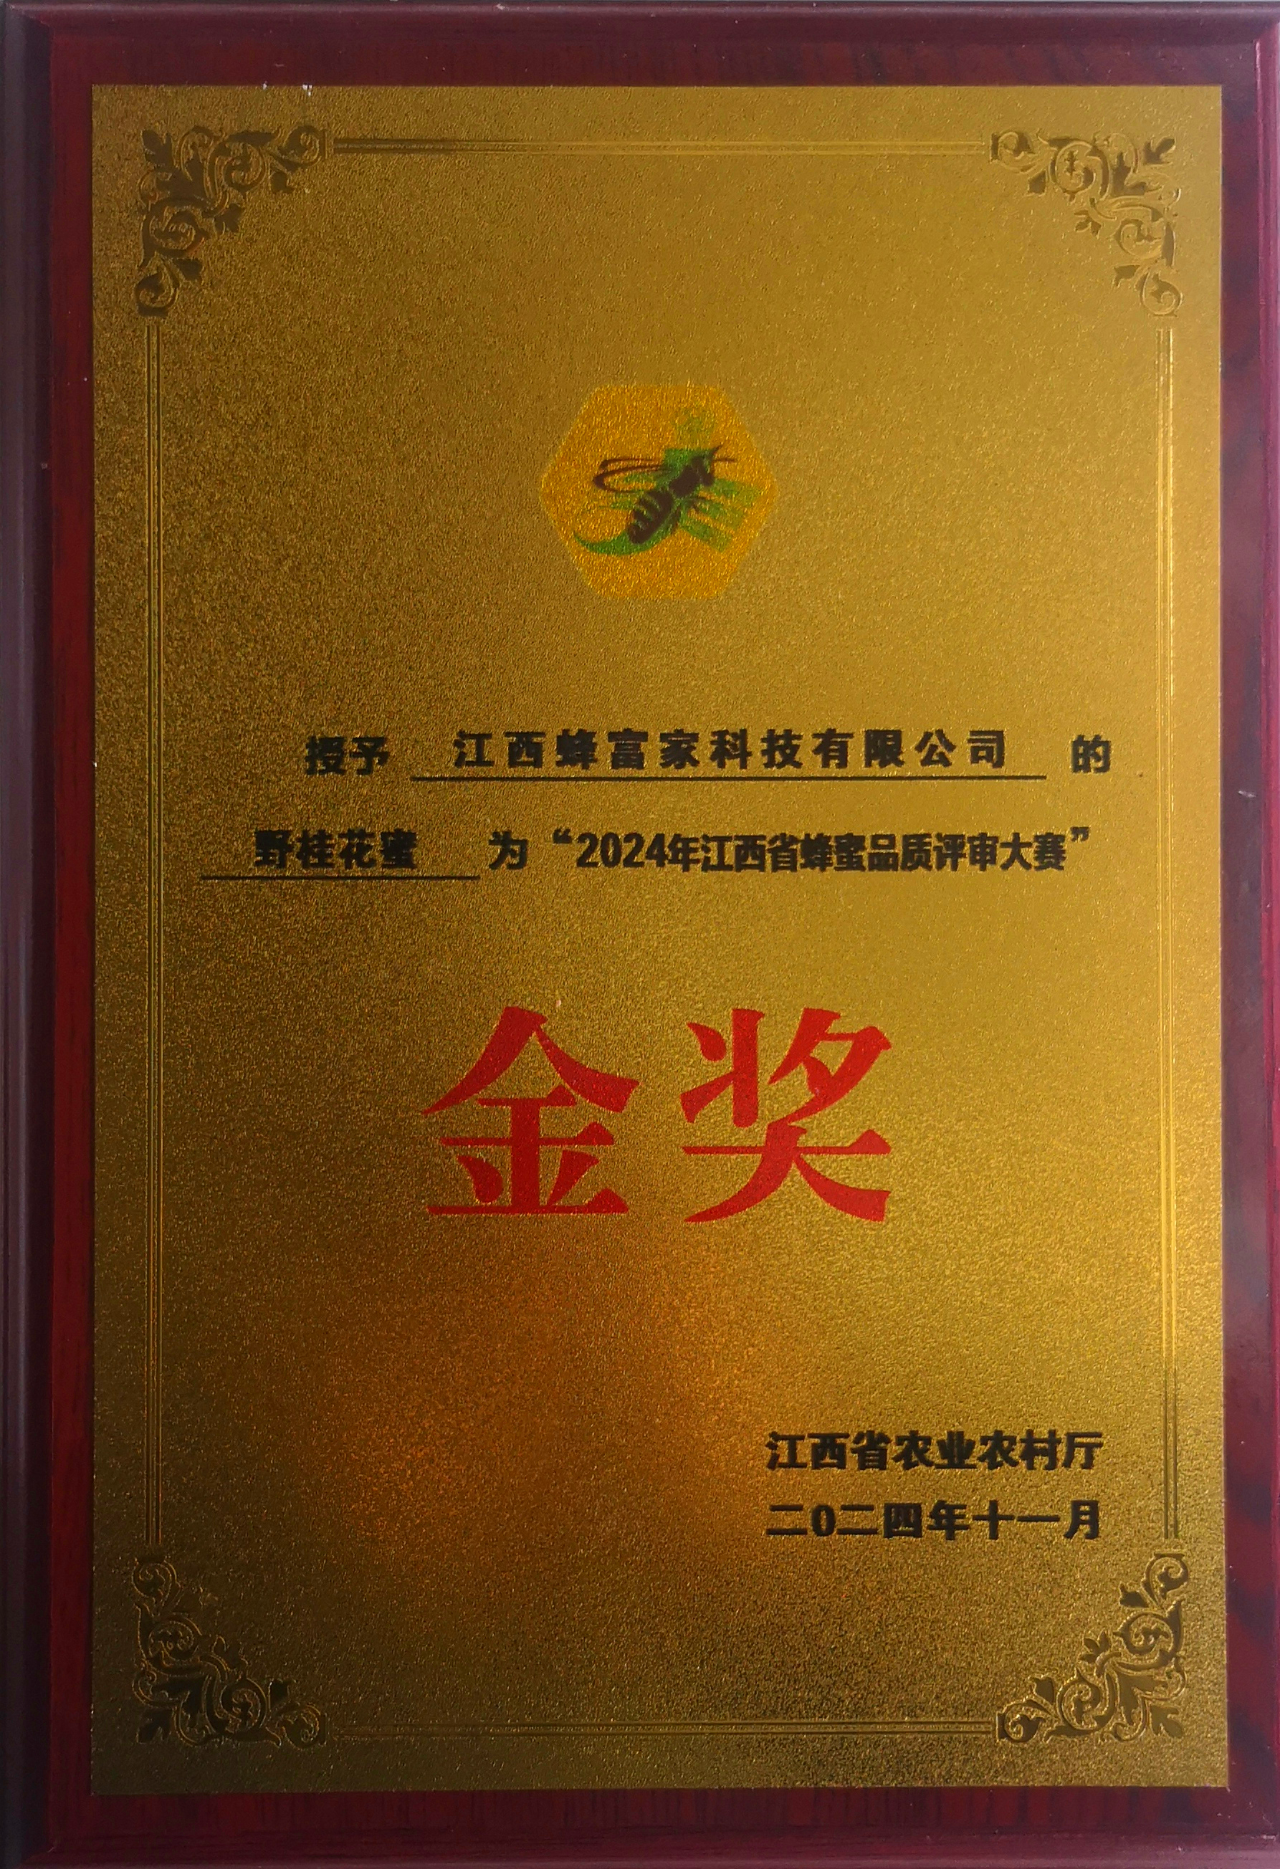 授予 江西蜂富家科技有限公司 的
野桂花蜜 为“2024年江西省蜂蜜品质评审大赛”
金奖
江西省农业农村厅
二0二四年十一月